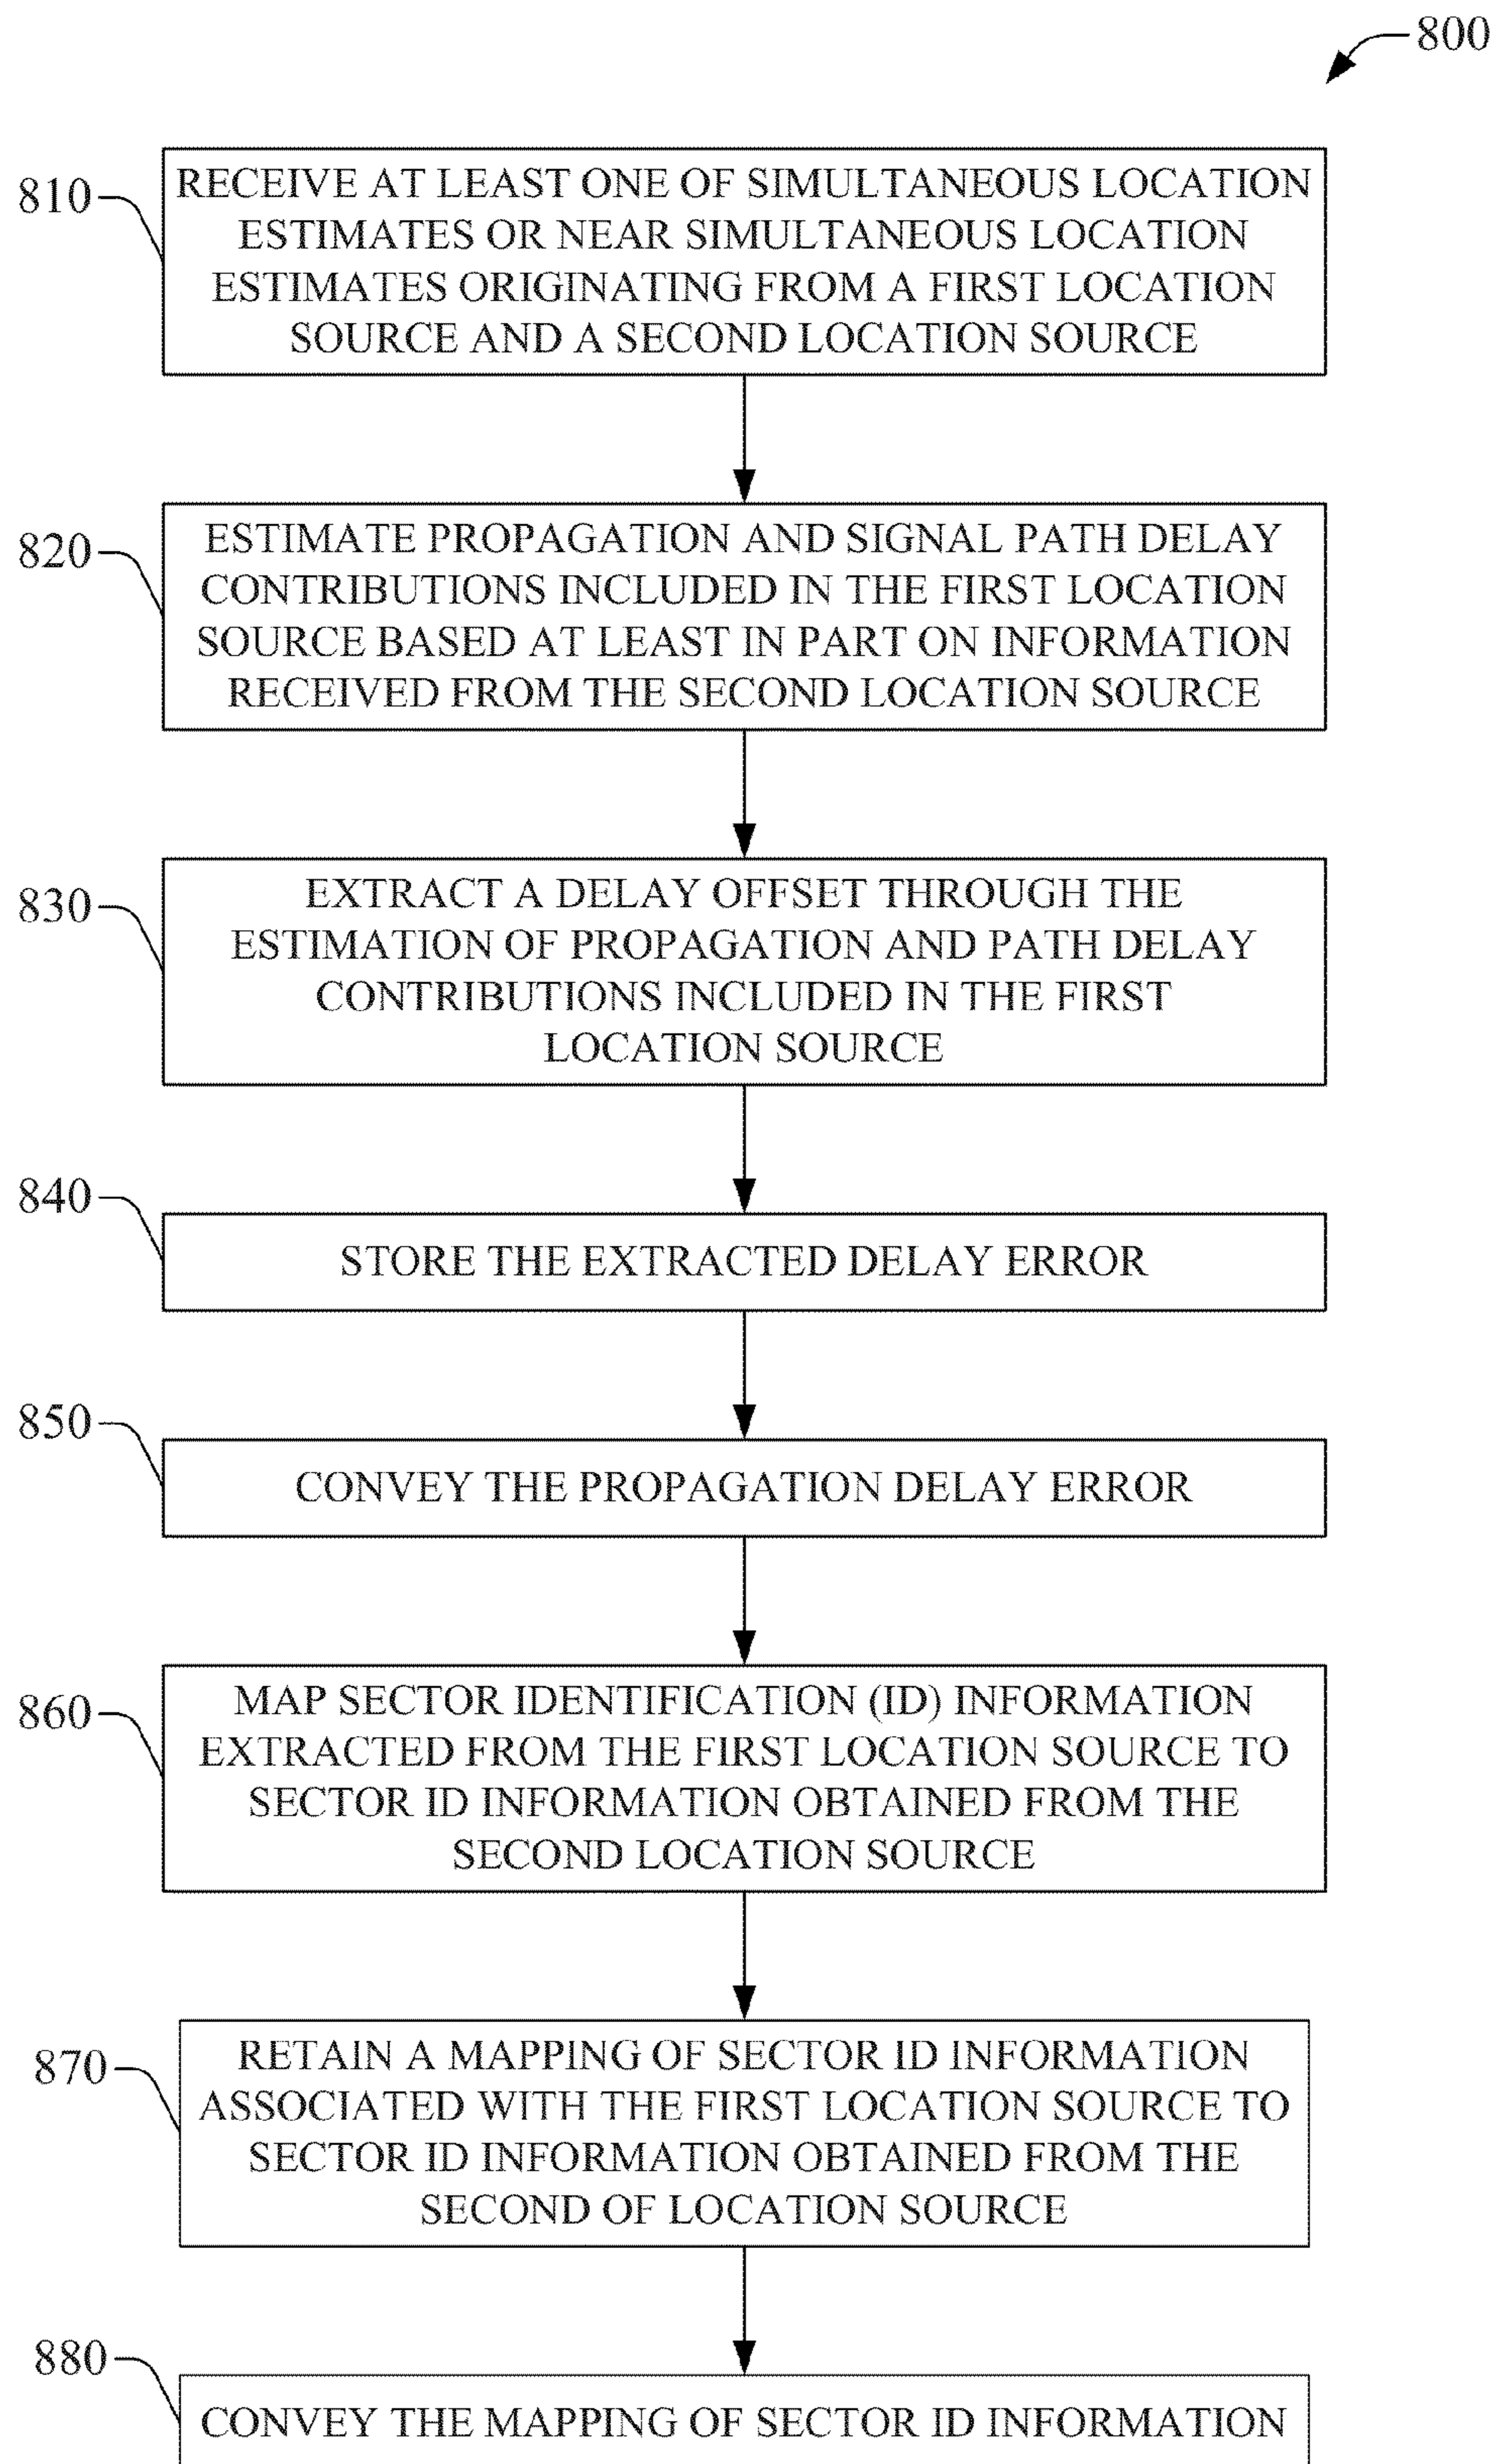 800
810
RECEIVE AT LEAST ONE OF SIMULTANEOUS LOCATION
ESTIMATES OR NEAR SIMULTANEOUS LOCATION
ESTIMATES ORIGINATING FROM A FIRST LOCATION
SOURCE AND A SECOND LOCATION SOURCE
820
ESTIMATE PROPAGATION AND SIGNAL PATH DELAY
CONTRIBUTIONS INCLUDED IN THE FIRST LOCATION
SOURCE BASED AT LEAST IN PART ON INFORMATION
RECEIVED FROM THE SECOND LOCATION SOURCE
830
EXTRACT A DELAY OFFSET THROUGH THE
ESTIMATION OF PROPAGATION AND PATH DELAY
CONTRIBUTIONS INCLUDED IN THE FIRST
LOCATION SOURCE
840
STORE THE EXTRACTED DELAY ERROR
850
CONVEY THE PROPAGATION DELAY ERROR
860
MAP SECTOR IDENTIFICATION (ID) INFORMATION
EXTRACTED FROM THE FIRST LOCATION SOURCE TO
SECTOR ID INFORMATION OBTAINED FROM THE
SECOND LOCATION SOURCE
870
RETAIN A MAPPING OF SECTOR ID INFORMATION
ASSOCIATED WITH THE FIRST LOCATION SOURCE TO
SECTOR ID INFORMATION OBTAINED FROM THE
SECOND OF LOCATION SOURCE
880
CONVEY THE MAPPING OF SECTOR ID INFORMATION